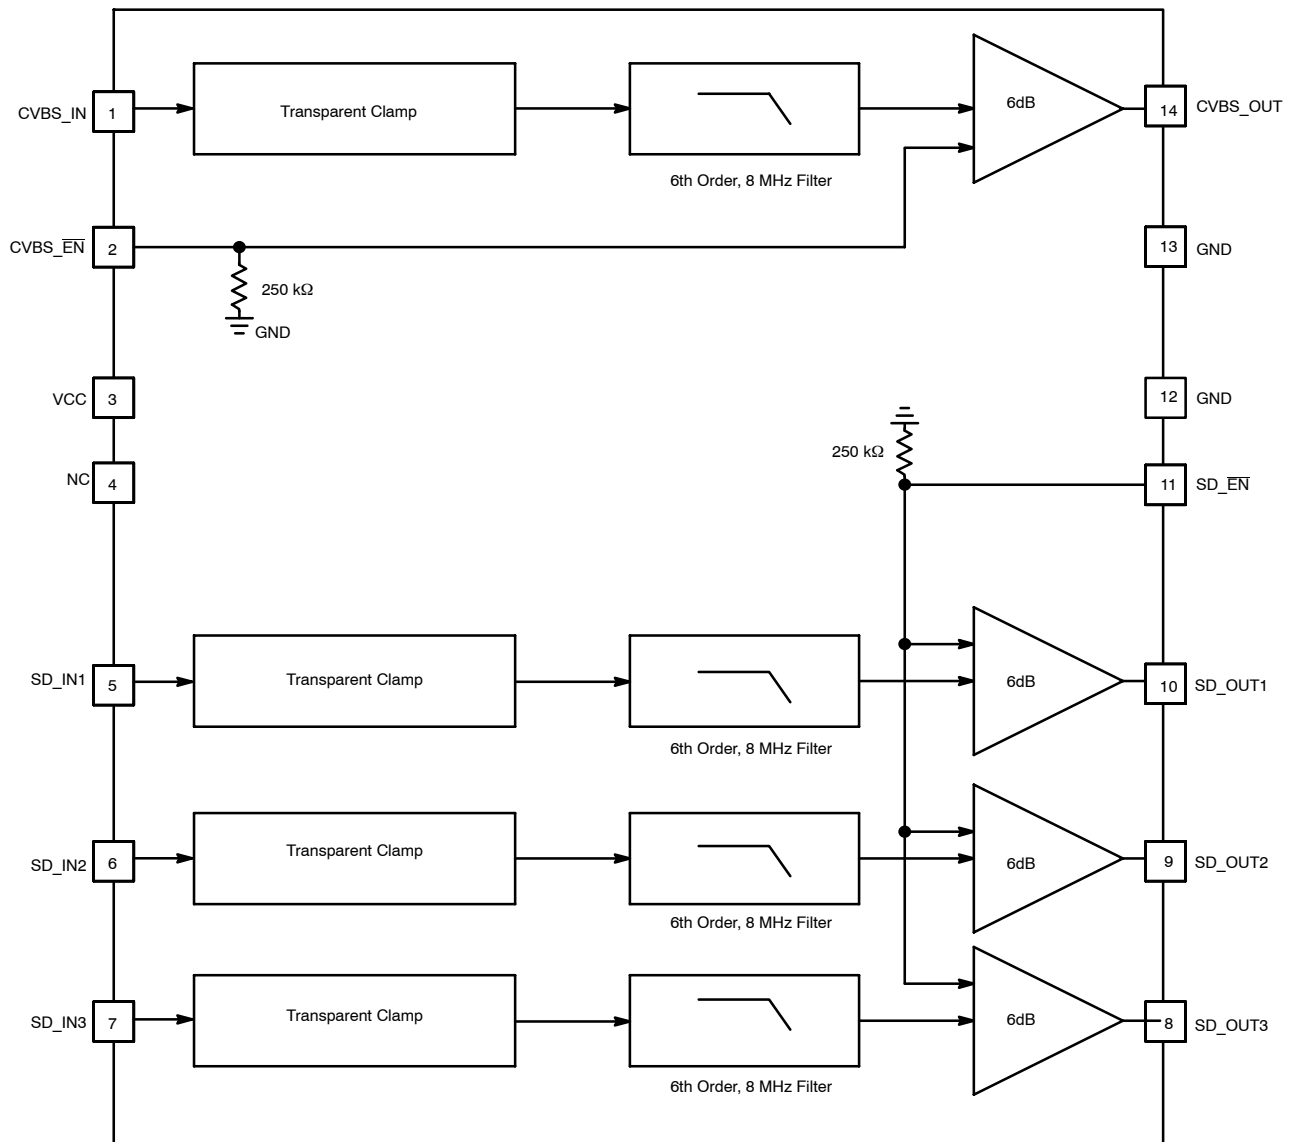 CVBS_IN 1 Transparent Clamp 6dB 14 CVBS_OUT
6th Order, 8 MHz Filter
CVBS_EN 2 13 GND
250 kΩ
GND
VCC 3 12 GND
250 kΩ
NC 4 11 SD_EN
SD_IN1 5 Transparent Clamp 6dB 10 SD_OUT1
6th Order, 8 MHz Filter
SD_IN2 6 Transparent Clamp 6dB 9 SD_OUT2
6th Order, 8 MHz Filter
SD_IN3 7 Transparent Clamp 6dB 8 SD_OUT3
6th Order, 8 MHz Filter